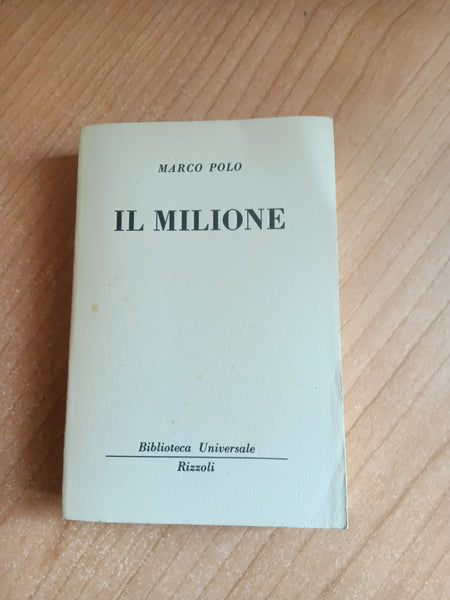 MARCO POLO
IL MILIONE
Biblioteca Universale
Rizzoli